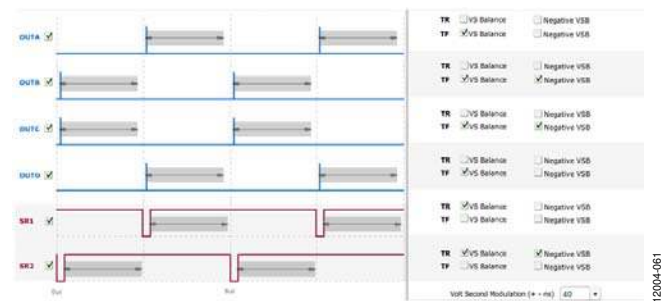 OUTA
TR VS Balance Negative VSB
TF VS Balance Negative VSB
OUTB
TR VS Balance Negative VSB
TF VS Balance Negative VSB
OUTC
TR VS Balance Negative VSB
TF VS Balance Negative VSB
OUTD
TR VS Balance Negative VSB
TF VS Balance Negative VSB
SR1
TR VS Balance Negative VSB
TF VS Balance Negative VSB
SR2
TR VS Balance Negative VSB
TF VS Balance Negative VSB
Volt Second Modulation (+ - ns) 40
12004-061